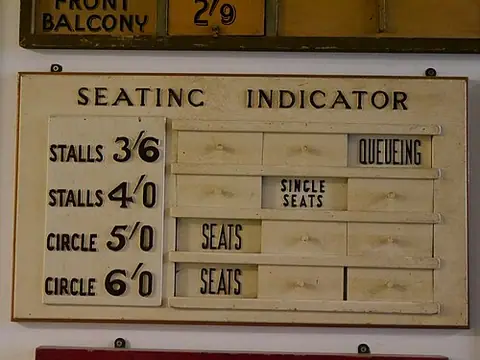 FRONT
BALCONY
2/9
SEATING INDICATOR
STALLS 3/6
QUEUEING
STALLS 4/0
SINGLE
SEATS
CIRCLE 5/0
SEATS
CIRCLE 6/0
SEATS